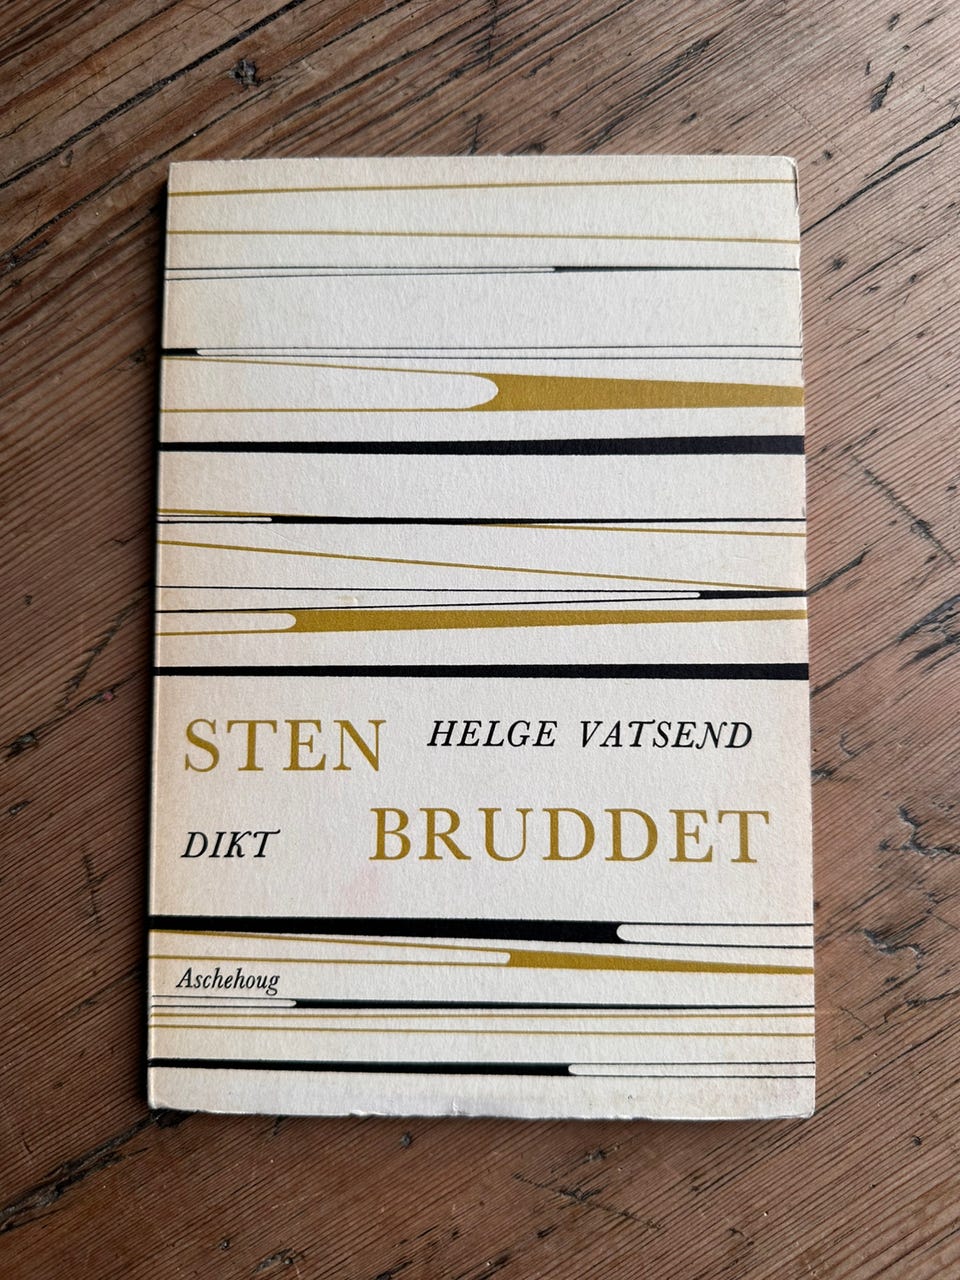 STEN HELGE VATSEND
DIKT BRUDDET
Aschehoug